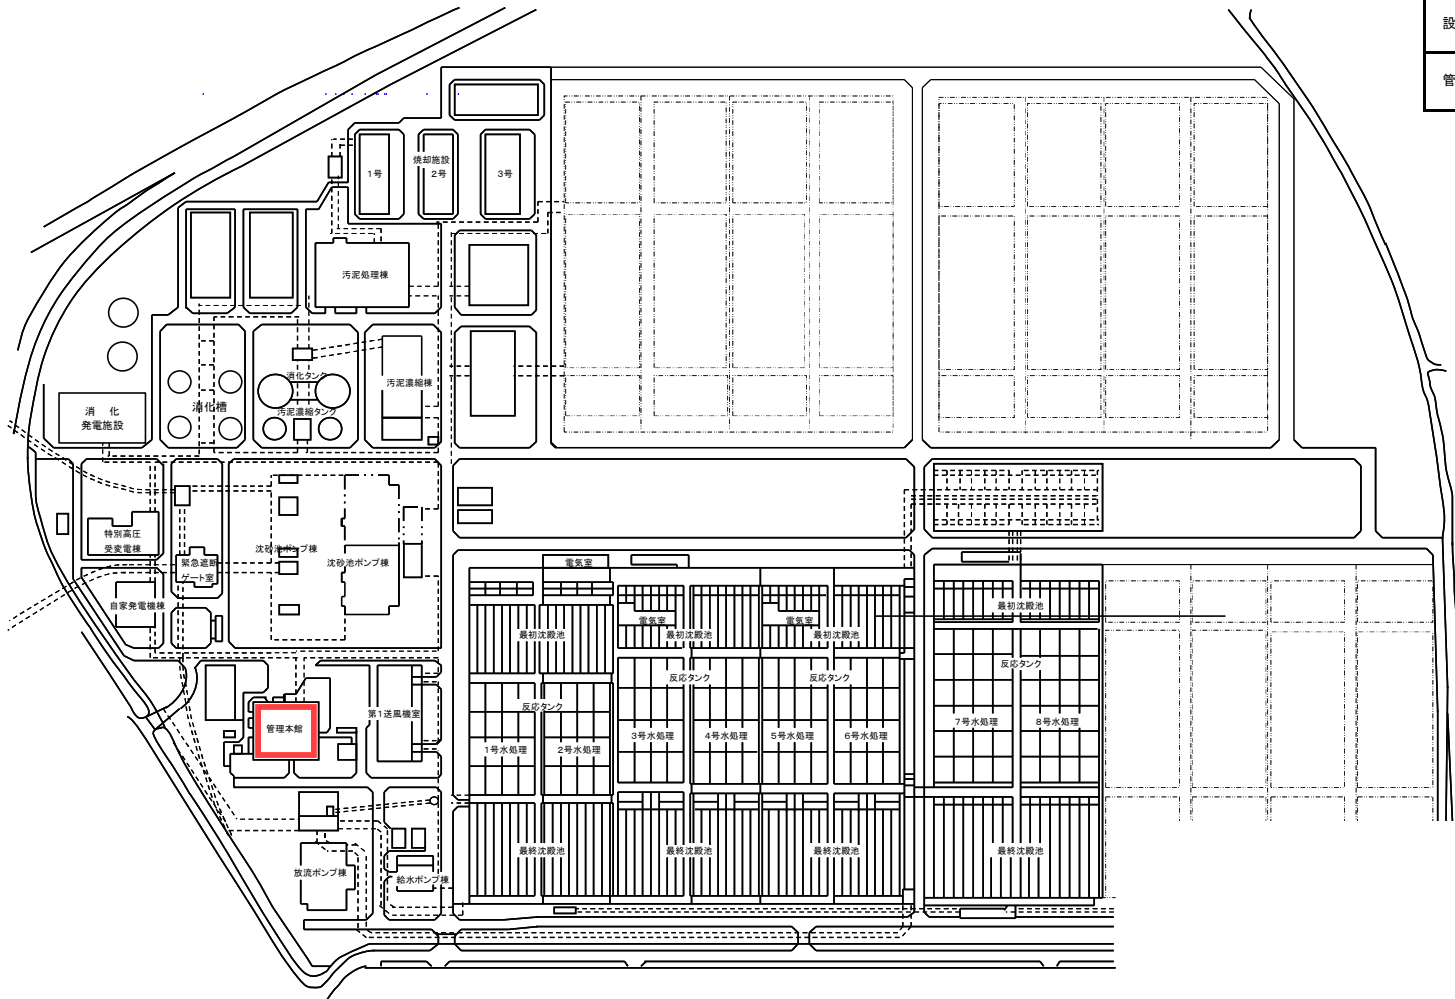 設
管
焼却施設
1号
2号
3号
汚泥処理棟
消化タンク
汚泥濃縮棟
消化槽
汚泥濃縮タンク
消 化
発電施設
特別高圧
受変電棟
緊急遮断
ゲート室
沈砂池ポンプ棟
沈砂池ポンプ棟
自家発電機棟
電気室
最初沈殿池
電気室
最初沈殿池
電気室
最初沈殿池
最初沈殿池
反応タンク
反応タンク
反応タンク
反応タンク
管理本館
第1送風機室
1号水処理
2号水処理
3号水処理
4号水処理
5号水処理
6号水処理
7号水処理
8号水処理
最終沈殿池
最終沈殿池
最終沈殿池
最終沈殿池
放流ポンプ棟
給水ポンプ棟